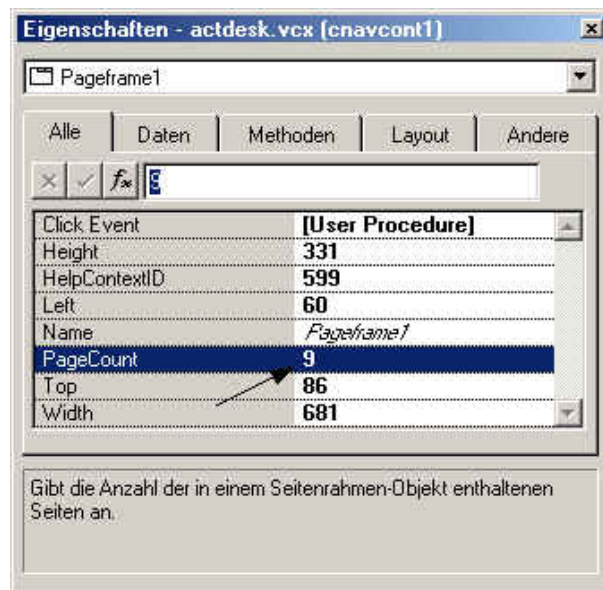 Eigenschaften - actdesk.vcx (cnavcont1)
Pageframe1
Alle Daten Methoden Layout Andere
fx 9
Click Event [User Procedure]
Height 331
HelpContextID 599
Left 60
Name Pageframe1
PageCount 9
Top 86
Width 681
Gibt die Anzahl der in einem Seitenrahmen-Objekt enthaltenen
Seiten an.